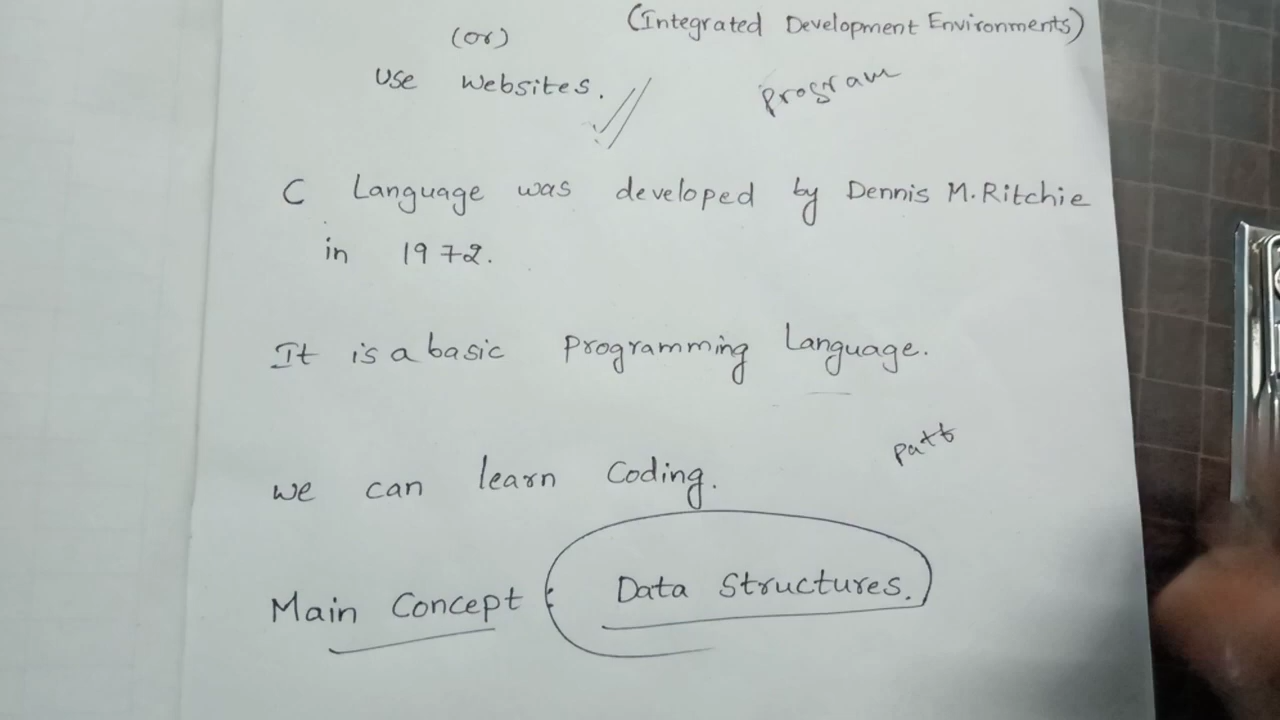 (Integrated Development Environments)
(or)
Use Websites.
program
C Language was developed by Dennis M. Ritchie
in 1972.
It is a basic Programming Language.
patt
We can learn Coding.
Main Concept : Data Structures.